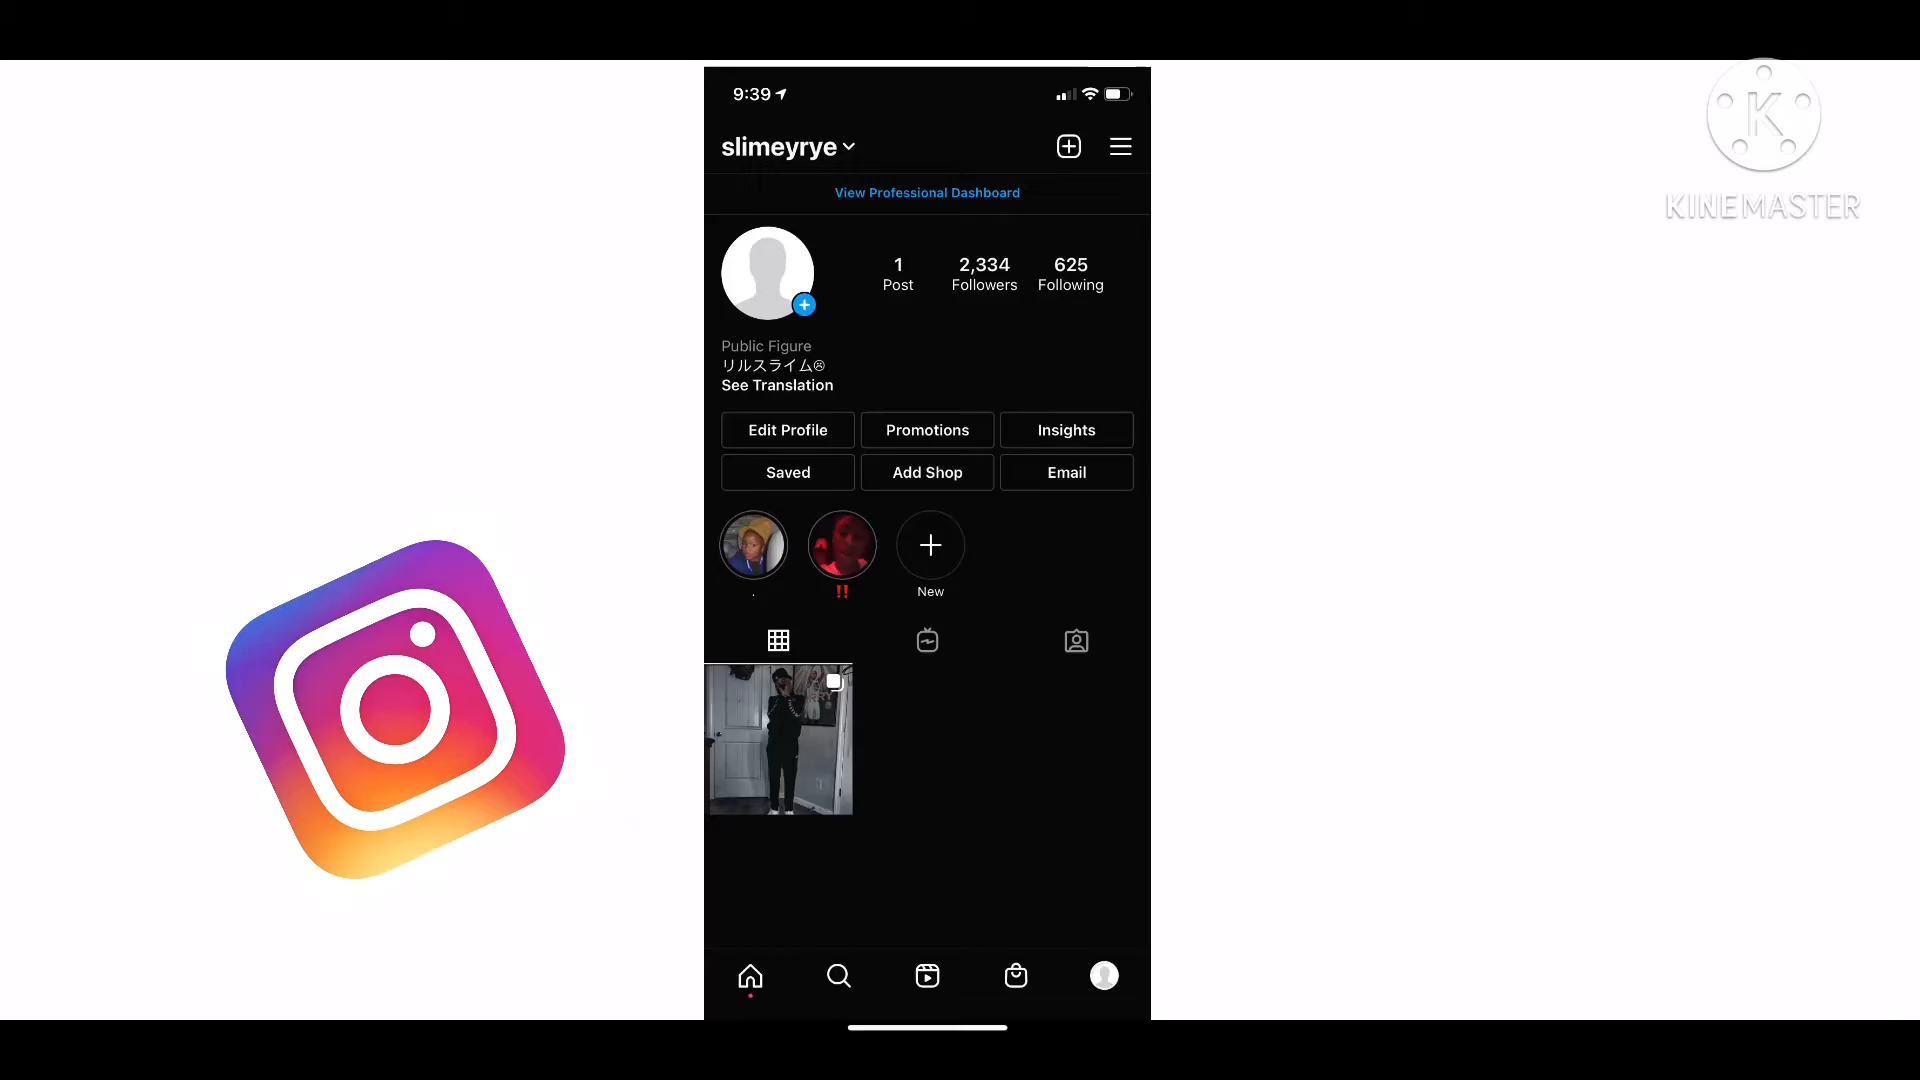 9:39
slimeyrye
View Professional Dashboard
1
Post
2,334
Followers
625
Following
Public Figure
リルスライム☹
See Translation
Edit Profile
Promotions
Insights
Saved
Add Shop
Email
.
‼
New
K
KINEMASTER